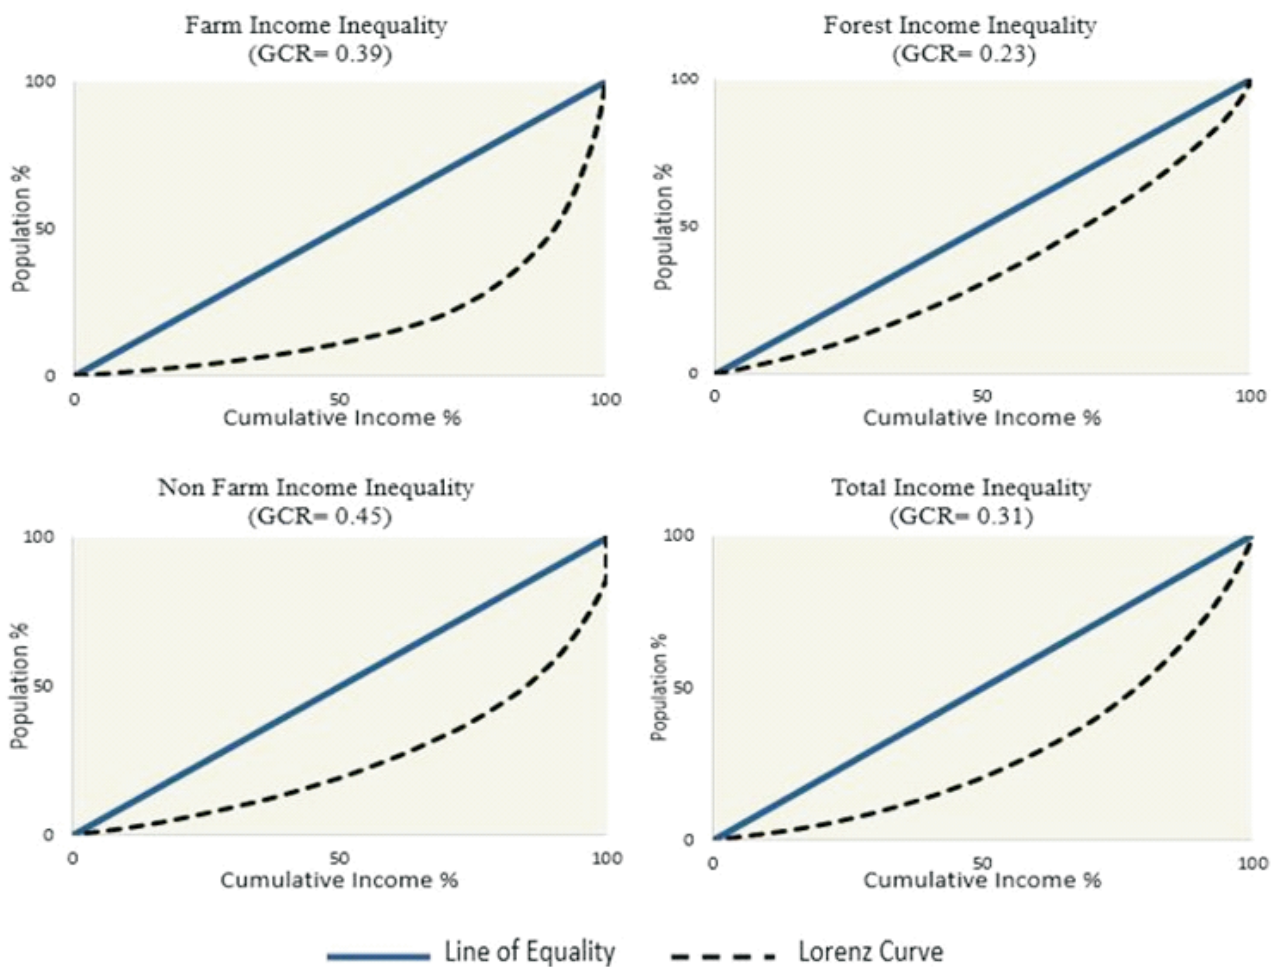 Farm Income Inequality
(GCR= 0.39)
100
50
0
Population %
0 50 100
Cumulative Income %
Forest Income Inequality
(GCR= 0.23)
100
50
0
0 50 100
Cumulative Income %
Population %
Non Farm Income Inequality
(GCR= 0.45)
100
50
0
Population %
0 50 100
Cumulative Income %
Total Income Inequality
(GCR= 0.31)
100
50
0
Population %
0 50 100
Cumulative Income %
Line of Equality Lorenz Curve